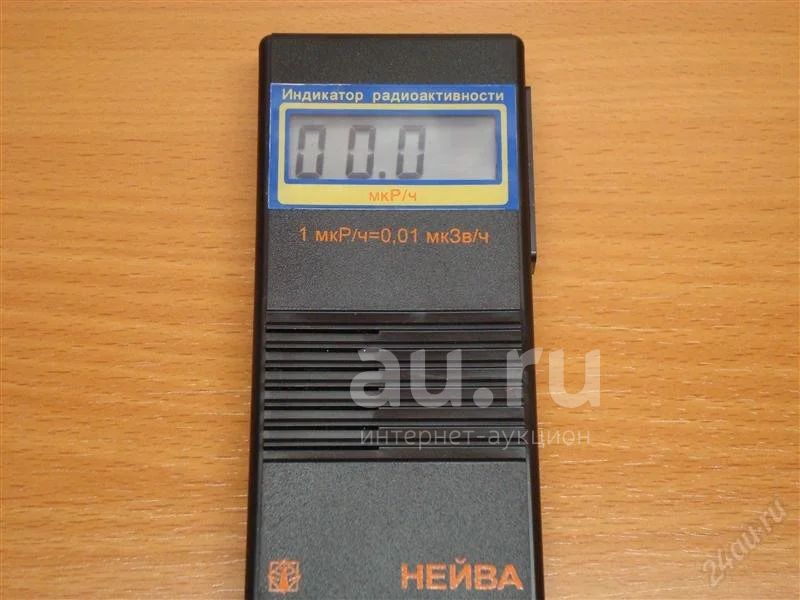 Индикатор радиоактивности
00.0
мкР/ч
1 мкР/ч=0,01 мкЗв/ч
au.ru
интернет-аукцион
НЕЙВА
24au.ru